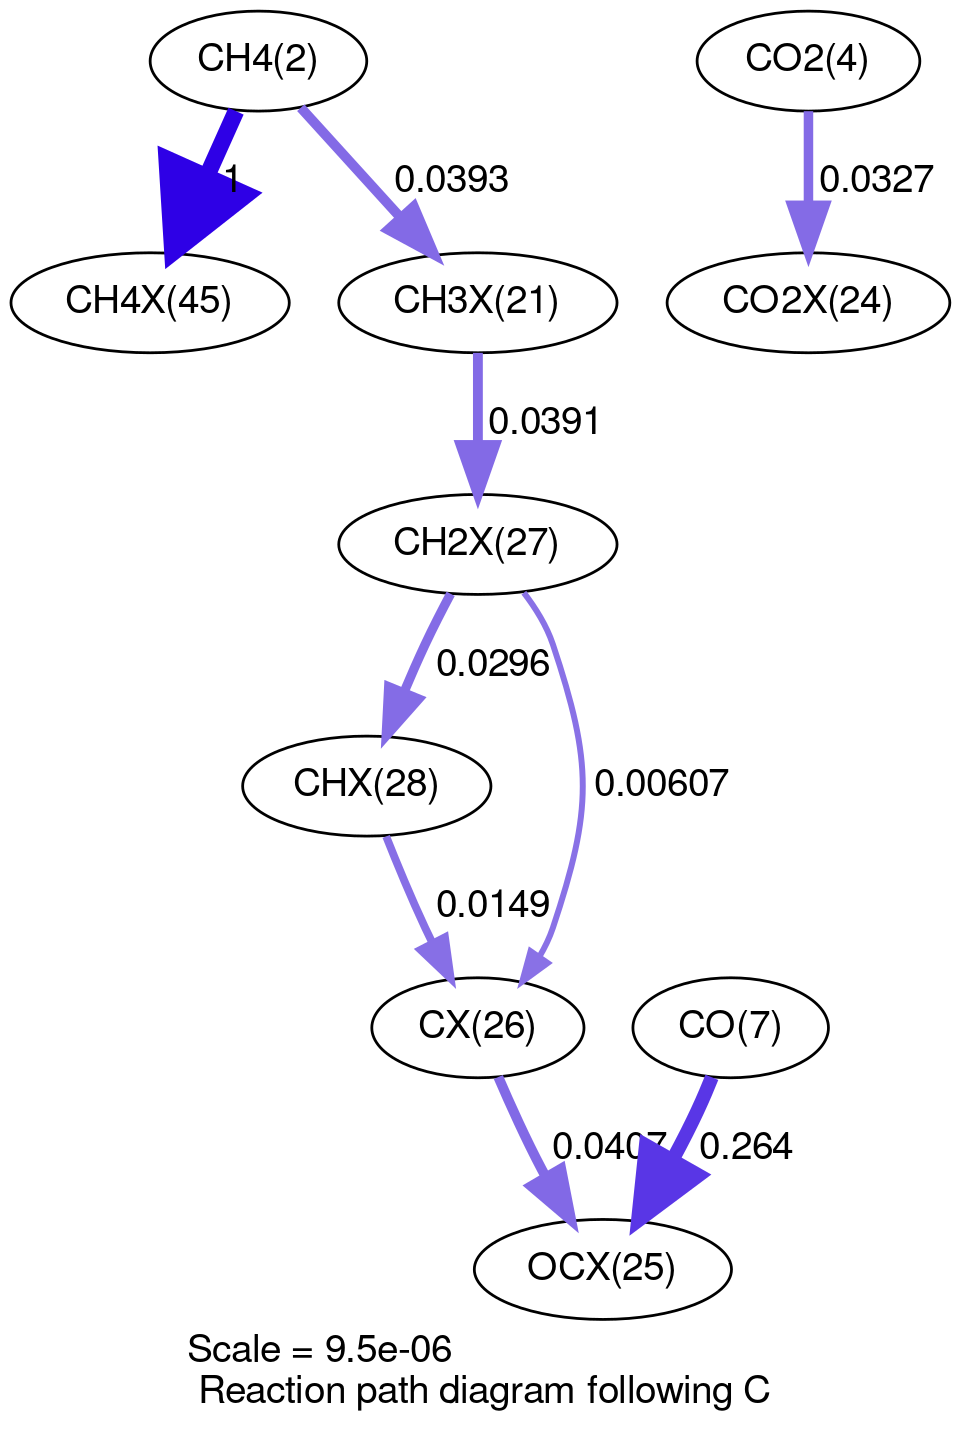 CH4(2)
CO2(4)
1
0.0393
0.0327
CH4X(45)
CH3X(21)
CO2X(24)
0.0391
CH2X(27)
0.0296
CHX(28)
0.00607
0.0149
CX(26)
CO(7)
0.0407
0.264
OCX(25)
Scale = 9.5e-06
Reaction path diagram following C